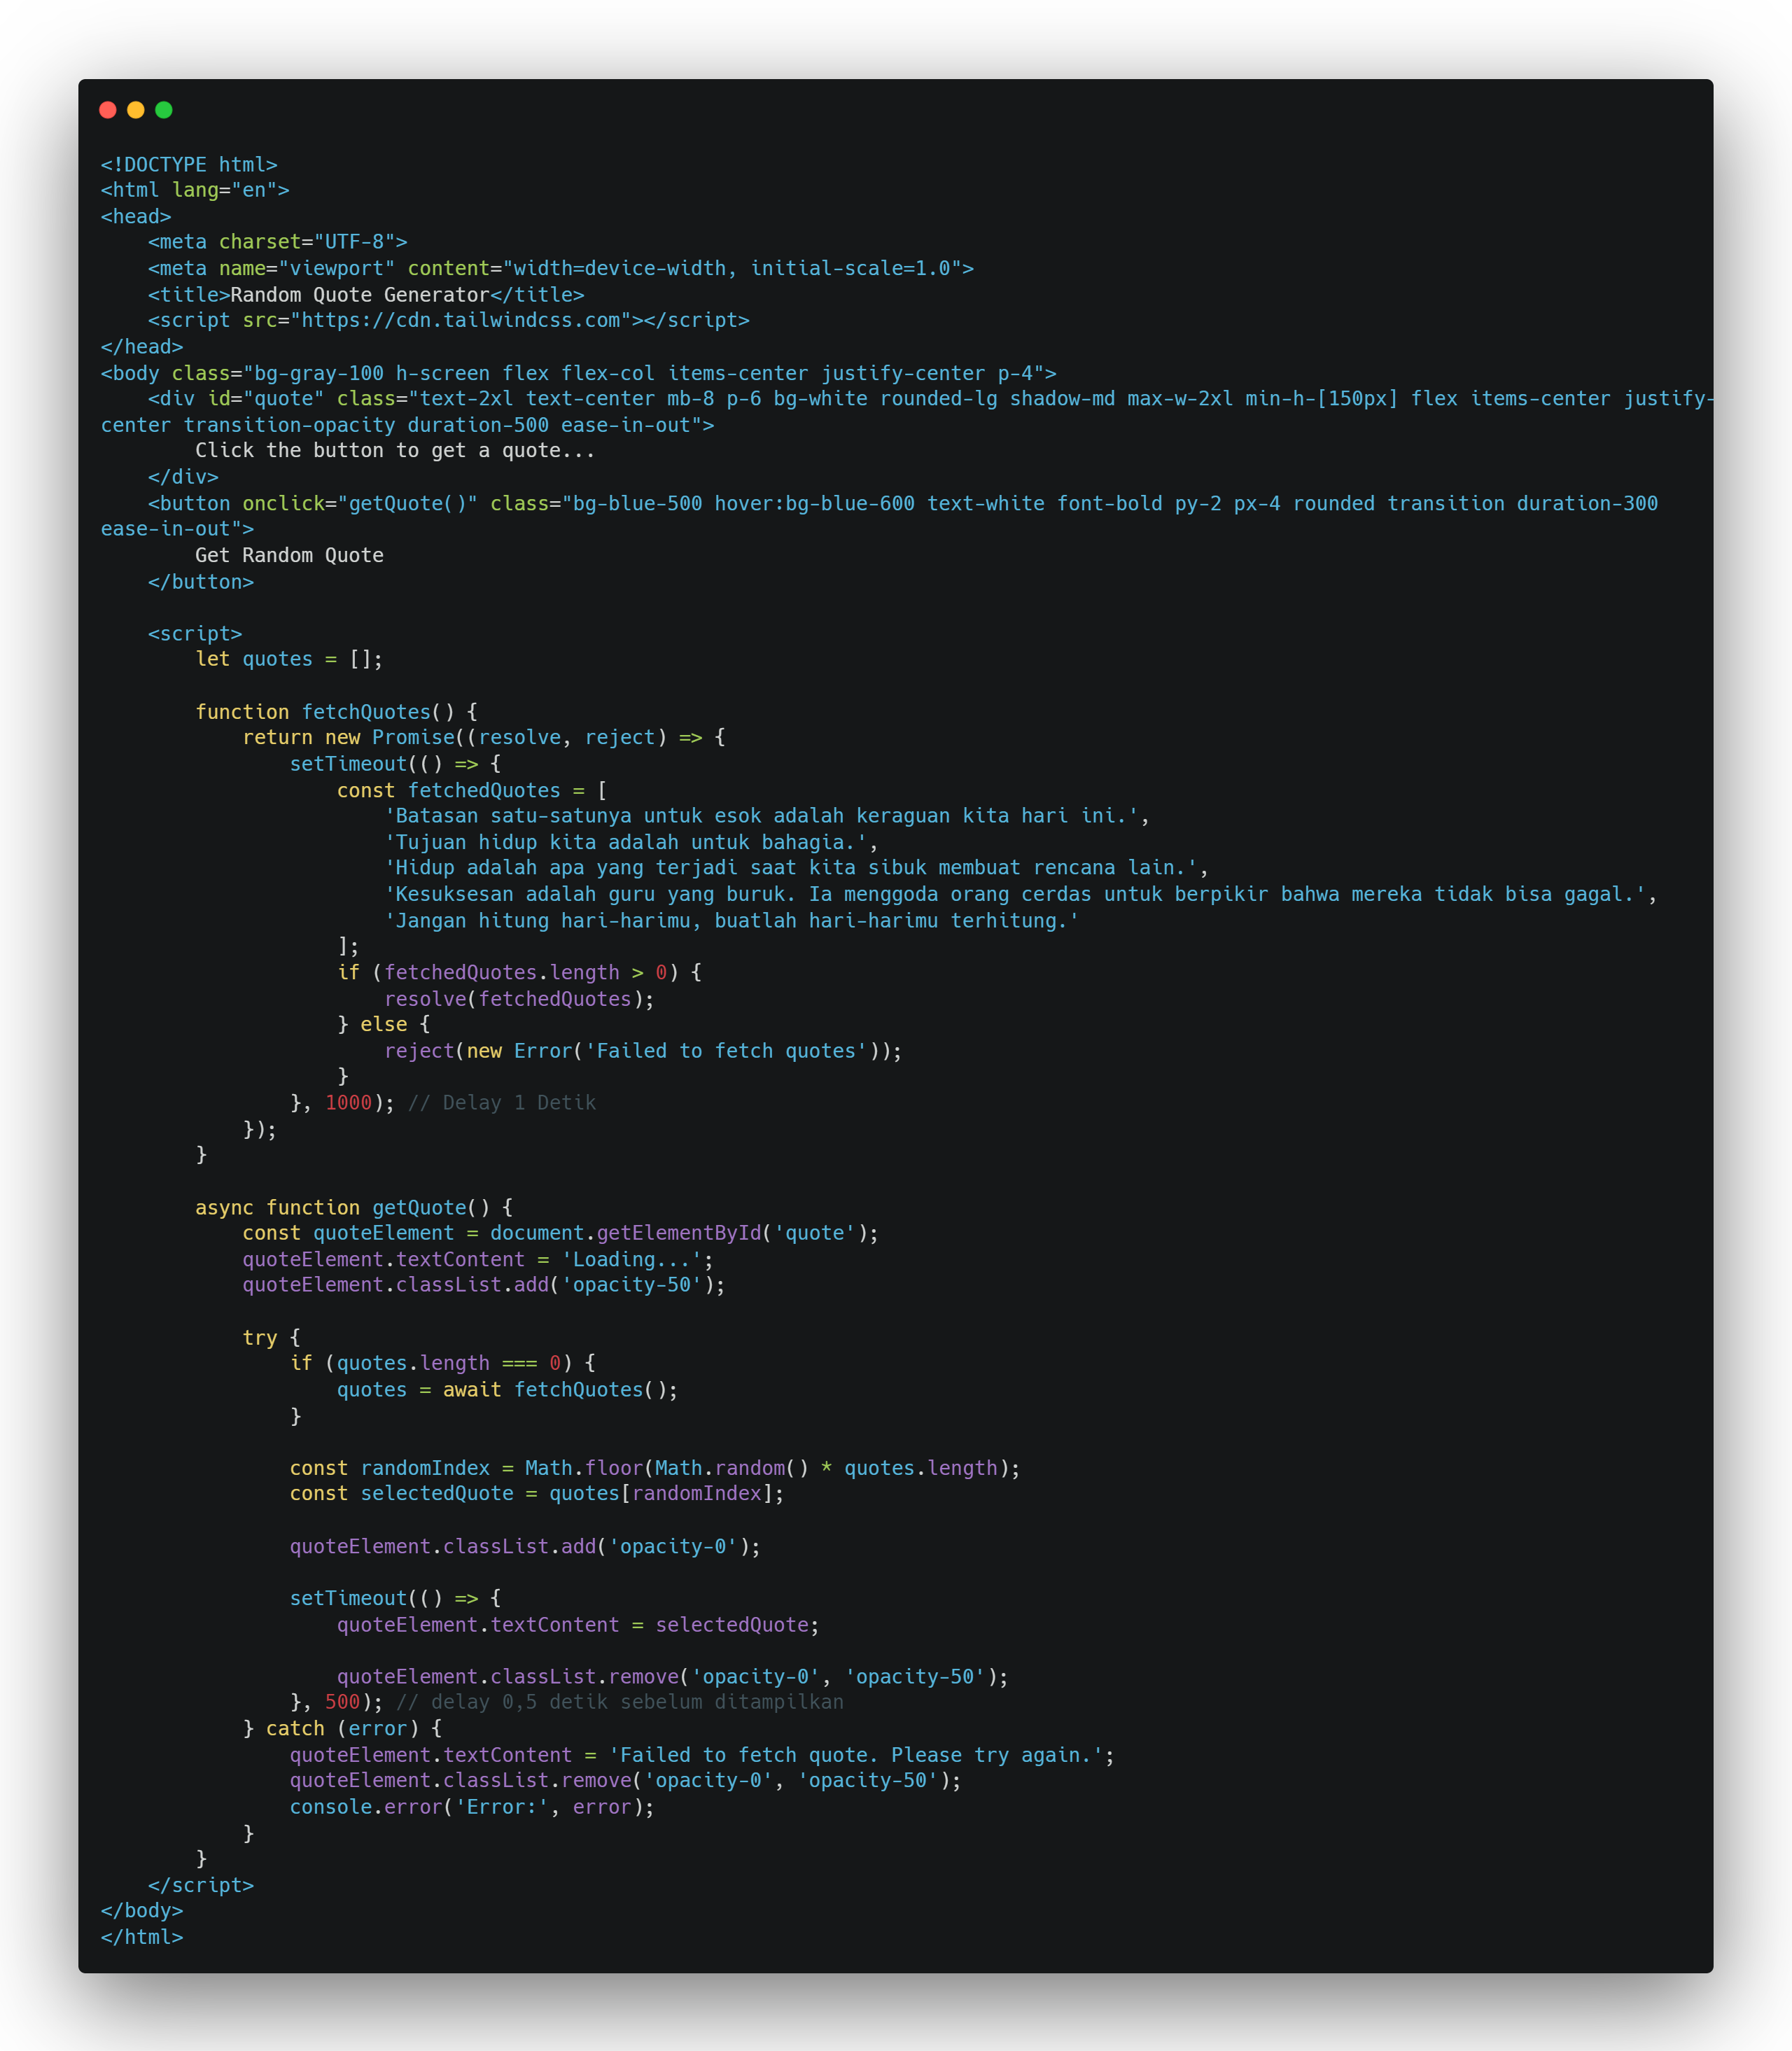 <!DOCTYPE html>
<html lang="en">
<head>
    <meta charset="UTF-8">
    <meta name="viewport" content="width=device-width, initial-scale=1.0">
    <title>Random Quote Generator</title>
    <script src="https://cdn.tailwindcss.com"></script>
</head>
<body class="bg-gray-100 h-screen flex flex-col items-center justify-center p-4">
    <div id="quote" class="text-2xl text-center mb-8 p-6 bg-white rounded-lg shadow-md max-w-2xl min-h-[150px] flex items-center justify-
center transition-opacity duration-500 ease-in-out">
        Click the button to get a quote...
    </div>
    <button onclick="getQuote()" class="bg-blue-500 hover:bg-blue-600 text-white font-bold py-2 px-4 rounded transition duration-300
ease-in-out">
        Get Random Quote
    </button>

    <script>
        let quotes = [];

        function fetchQuotes() {
            return new Promise((resolve, reject) => {
                setTimeout(() => {
                    const fetchedQuotes = [
                        'Batasan satu-satunya untuk esok adalah keraguan kita hari ini.',
                        'Tujuan hidup kita adalah untuk bahagia.',
                        'Hidup adalah apa yang terjadi saat kita sibuk membuat rencana lain.',
                        'Kesuksesan adalah guru yang buruk. Ia menggoda orang cerdas untuk berpikir bahwa mereka tidak bisa gagal.',
                        'Jangan hitung hari-harimu, buatlah hari-harimu terhitung.'
                    ];
                    if (fetchedQuotes.length > 0) {
                        resolve(fetchedQuotes);
                    } else {
                        reject(new Error('Failed to fetch quotes'));
                    }
                }, 1000); // Delay 1 Detik
            });
        }

        async function getQuote() {
            const quoteElement = document.getElementById('quote');
            quoteElement.textContent = 'Loading...';
            quoteElement.classList.add('opacity-50');

            try {
                if (quotes.length === 0) {
                    quotes = await fetchQuotes();
                }

                const randomIndex = Math.floor(Math.random() * quotes.length);
                const selectedQuote = quotes[randomIndex];

                quoteElement.classList.add('opacity-0');

                setTimeout(() => {
                    quoteElement.textContent = selectedQuote;

                    quoteElement.classList.remove('opacity-0', 'opacity-50');
                }, 500); // delay 0,5 detik sebelum ditampilkan
            } catch (error) {
                quoteElement.textContent = 'Failed to fetch quote. Please try again.';
                quoteElement.classList.remove('opacity-0', 'opacity-50');
                console.error('Error:', error);
            }
        }
    </script>
</body>
</html>